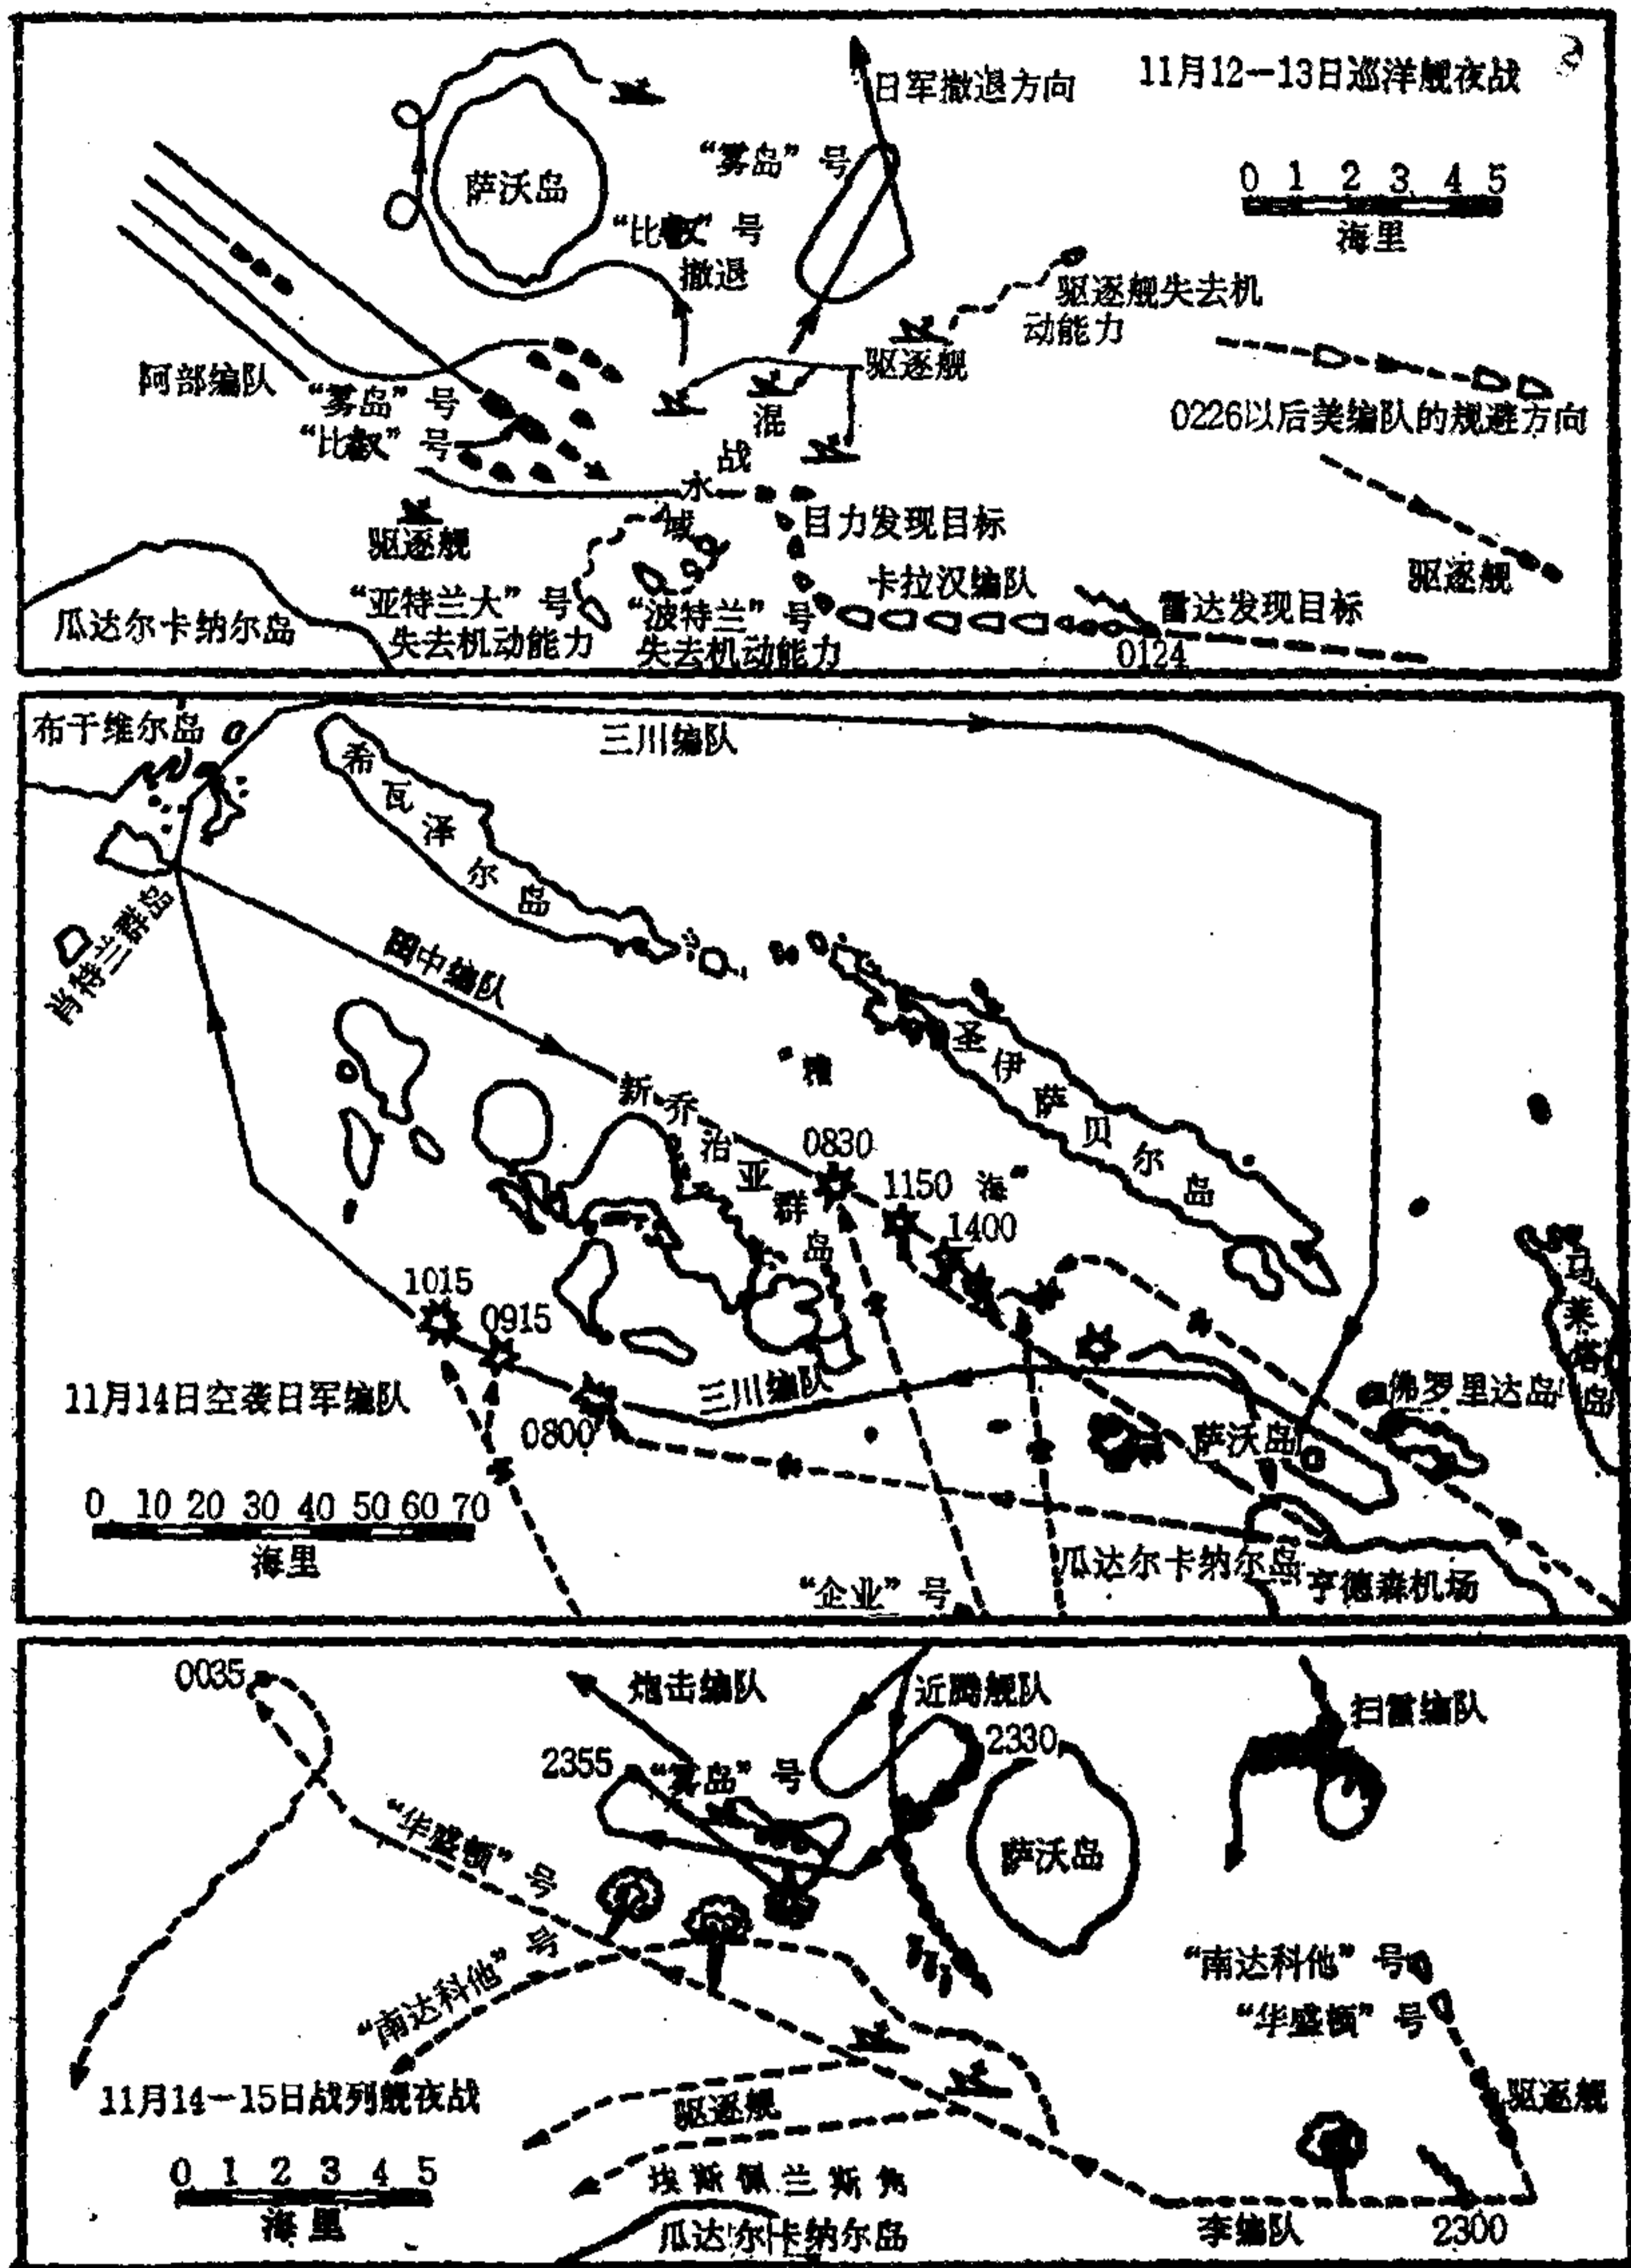 11月12-13日巡洋舰夜战
日军撤退方向
“雾岛”号
萨沃岛
0 1 2 3 4 5
海里
“比叡”号
撤退
驱逐舰失去机
动能力
阿部编队
驱逐舰
“雾岛”号
“比叡”号
混
战
水
域
0226以后美编队的规避方向
驱逐舰
目力发现目标
卡拉汉编队
驱逐舰
瓜达尔卡纳尔岛
“亚特兰大”号
失去机动能力
“波特兰”号
失去机动能力
雷达发现目标
0124
布干维尔岛
三川编队
希瓦泽尔岛
肖特兰群岛
田中编队
新乔治亚群岛
“槽海”
圣伊萨贝尔岛
0830
1150
1400
1015
0915
0800
三川编队
11月14日空袭日军编队
0 10 20 30 40 50 60 70
海里
马莱塔岛
佛罗里达岛
萨沃岛
瓜达尔卡纳尔岛
亨德森机场
“企业”号
0035
炮击编队
近腾舰队
扫雷编队
2355
“雾岛”号
2330
萨沃岛
“华盛顿”号
“南达科他”号
“南达科他”号
“华盛顿”号
11月14-15日战列舰夜战
驱逐舰
驱逐舰
0 1 2 3 4 5
海里
埃斯佩兰斯角
瓜达尔卡纳尔岛
李编队
2300